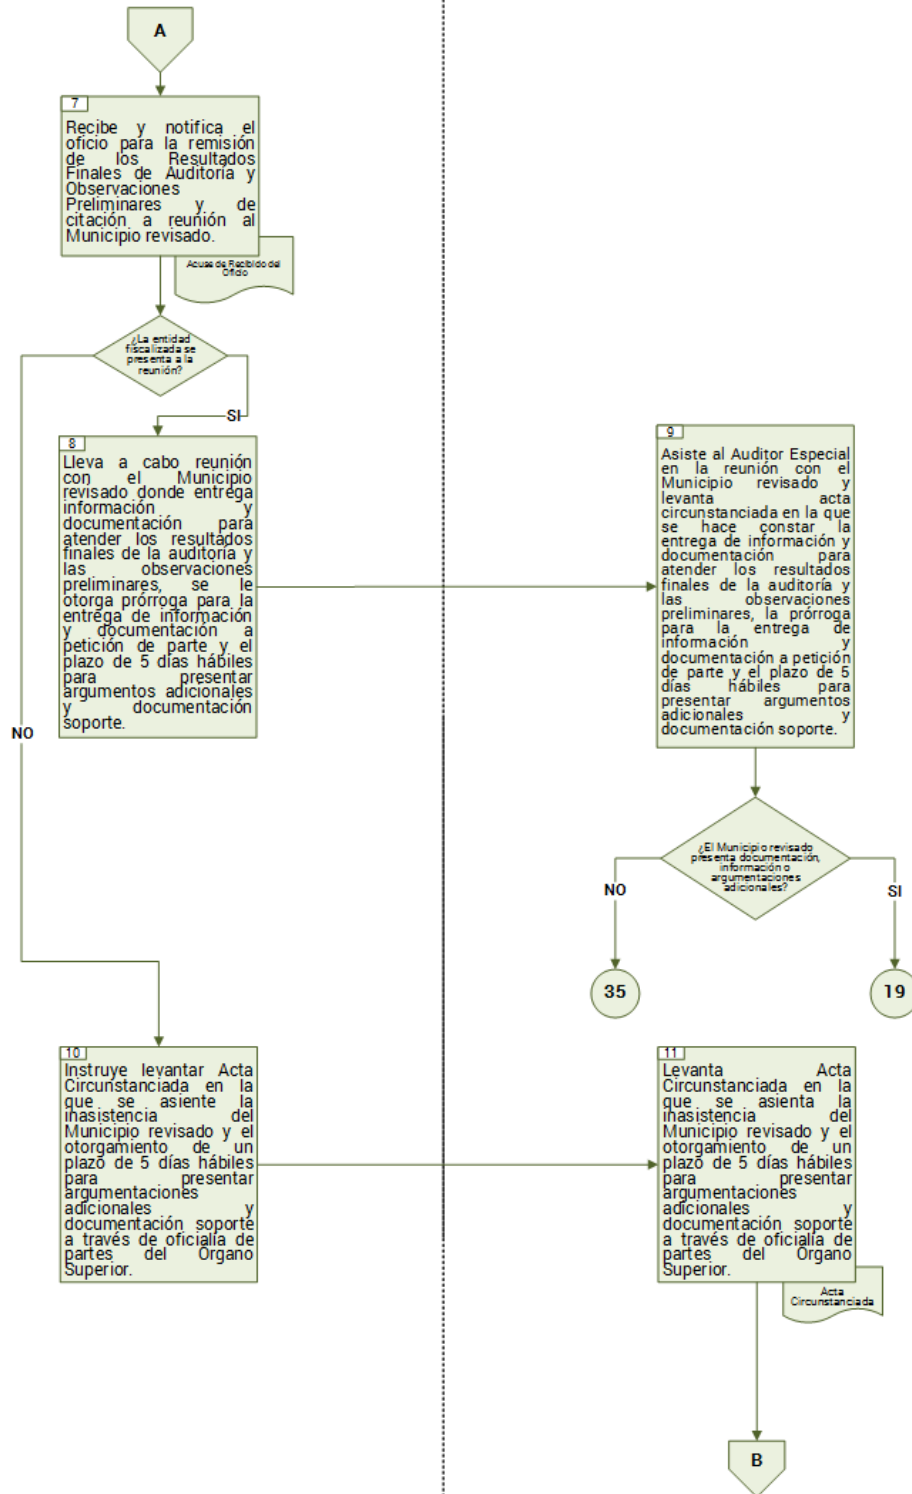 A
7
Recibe y notifica el
oficio para la remisión
de los Resultados
Finales de Auditoría y
Observaciones
Preliminares y de
citación a reunión al
Municipio revisado.
Acuse de Recibido del
Oficio
¿La entidad
fiscalizada se
presenta a la
reunión?
SI
8
Lleva a cabo reunión
con el Municipio
revisado donde entrega
información y
documentación para
atender los resultados
finales de la auditoría y
las observaciones
preliminares, se le
otorga prórroga para la
entrega de información
y documentación a
petición de parte y el
plazo de 5 días hábiles
para presentar
argumentos adicionales
y documentación
soporte.
9
Asiste al Auditor Especial
en la reunión con el
Municipio revisado y
levanta acta
circunstanciada en la que
se hace constar la
entrega de información y
documentación para
atender los resultados
finales de la auditoría y
las observaciones
preliminares, la prórroga
para la entrega de
información y
documentación a petición
de parte y el plazo de 5
días hábiles para
presentar argumentos
adicionales y
documentación soporte.
NO
¿El Municipio revisado
presenta documentación,
información o
argumentaciones
adicionales?
NO
SI
35
19
10
Instruye levantar Acta
Circunstanciada en la
que se asiente la
inasistencia del
Municipio revisado y el
otorgamiento de un
plazo de 5 días hábiles
para presentar
argumentaciones
adicionales y
documentación soporte
a través de oficialía de
partes del Órgano
Superior.
11
Levanta Acta
Circunstanciada en la
que se asienta la
inasistencia del
Municipio revisado y el
otorgamiento de un
plazo de 5 días hábiles
para presentar
argumentaciones
adicionales y
documentación soporte
a través de oficialía de
partes del Órgano
Superior.
Acta
Circunstanciada
B